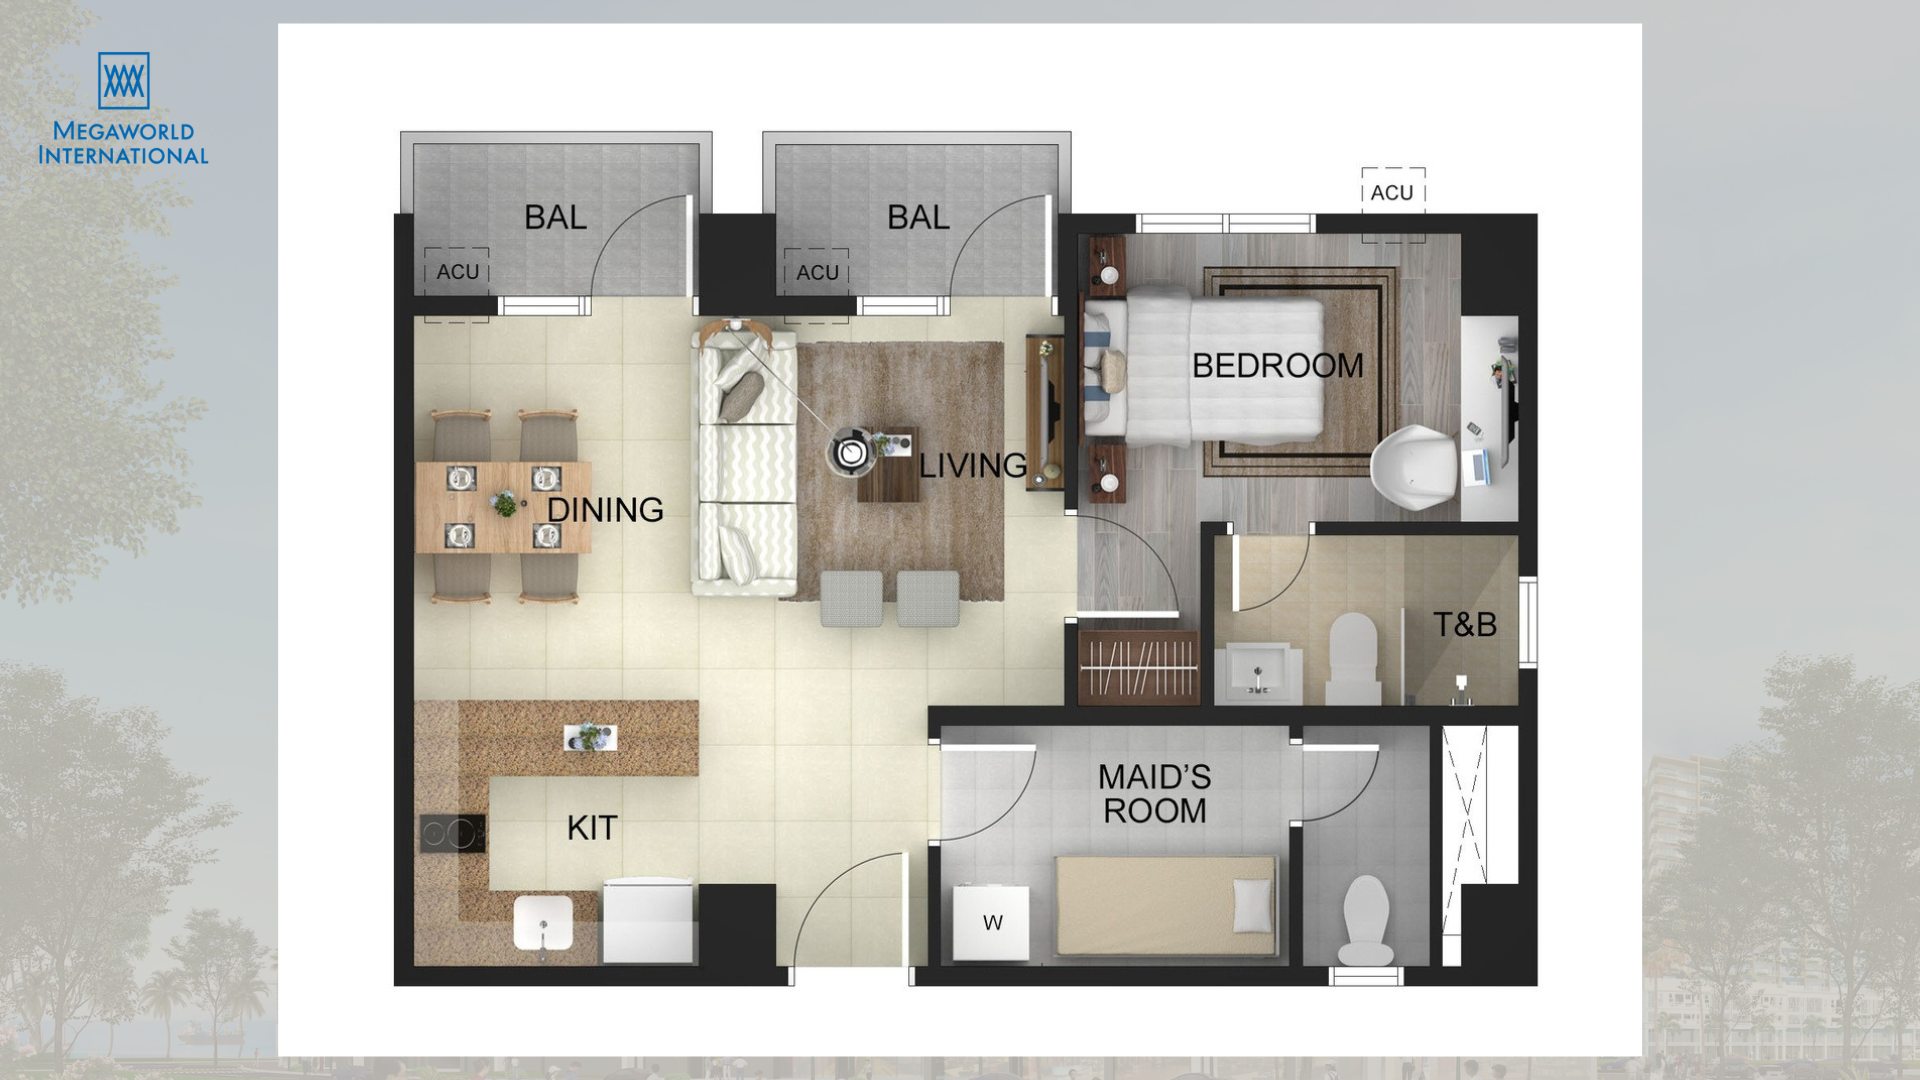 MEGAWORLD
INTERNATIONAL
ACU
BAL
BAL
ACU
ACU
BEDROOM
LIVING
DINING
T&B
MAID'S
ROOM
KIT
W